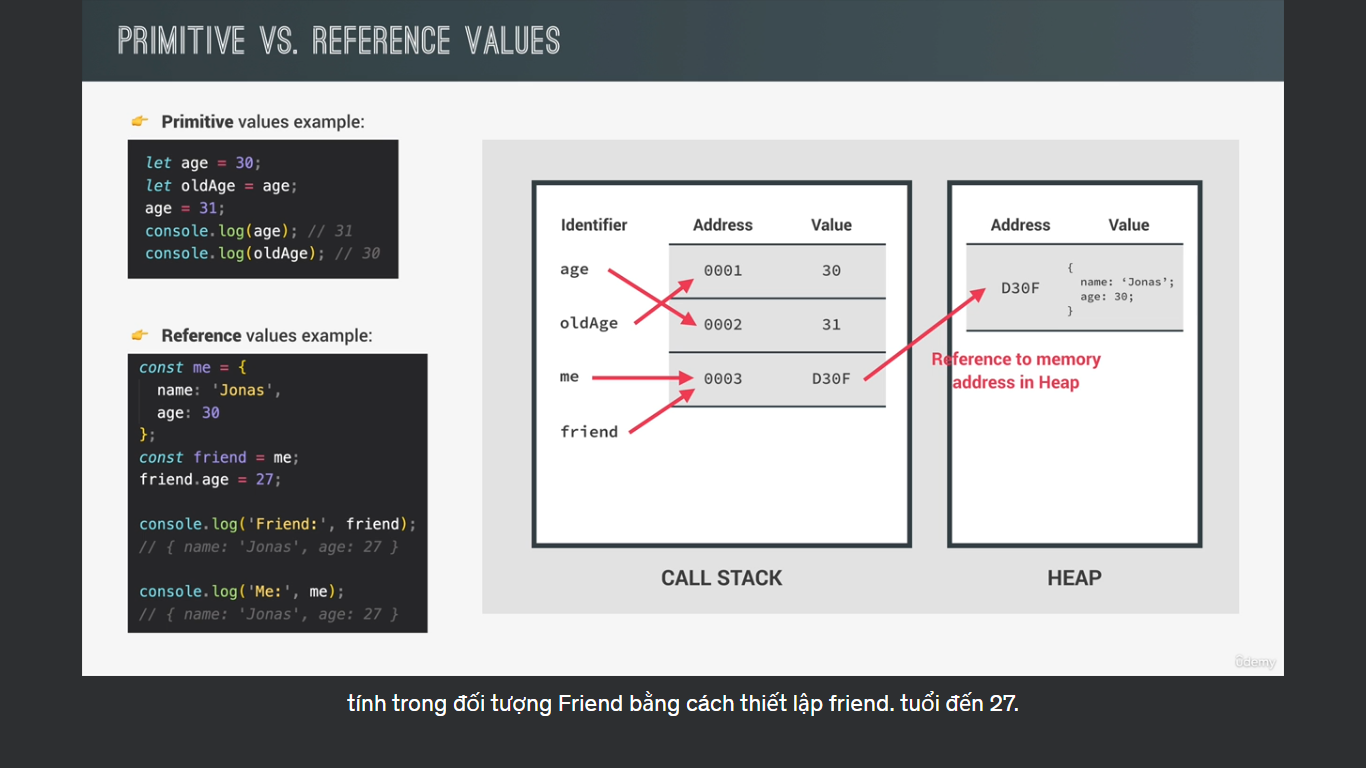 PRIMITIVE VS. REFERENCE VALUES
👉 Primitive values example:
let age = 30;
let oldAge = age;
age = 31;
console.log(age); // 31
console.log(oldAge); // 30
👉 Reference values example:
const me = {
name: 'Jonas',
age: 30
};
const friend = me;
friend.age = 27;
console.log('Friend:', friend);
// { name: 'Jonas', age: 27 }
console.log('Me:', me);
// { name: 'Jonas', age: 27 }
Identifier Address Value
age 0001 30
oldAge 0002 31
me 0003 D30F
friend
CALL STACK
Address Value
D30F
{
name: ‘Jonas’;
age: 30;
}
Reference to memory
address in Heap
HEAP
ûdemy
tính trong đối tượng Friend bằng cách thiết lập friend. tuổi đến 27.